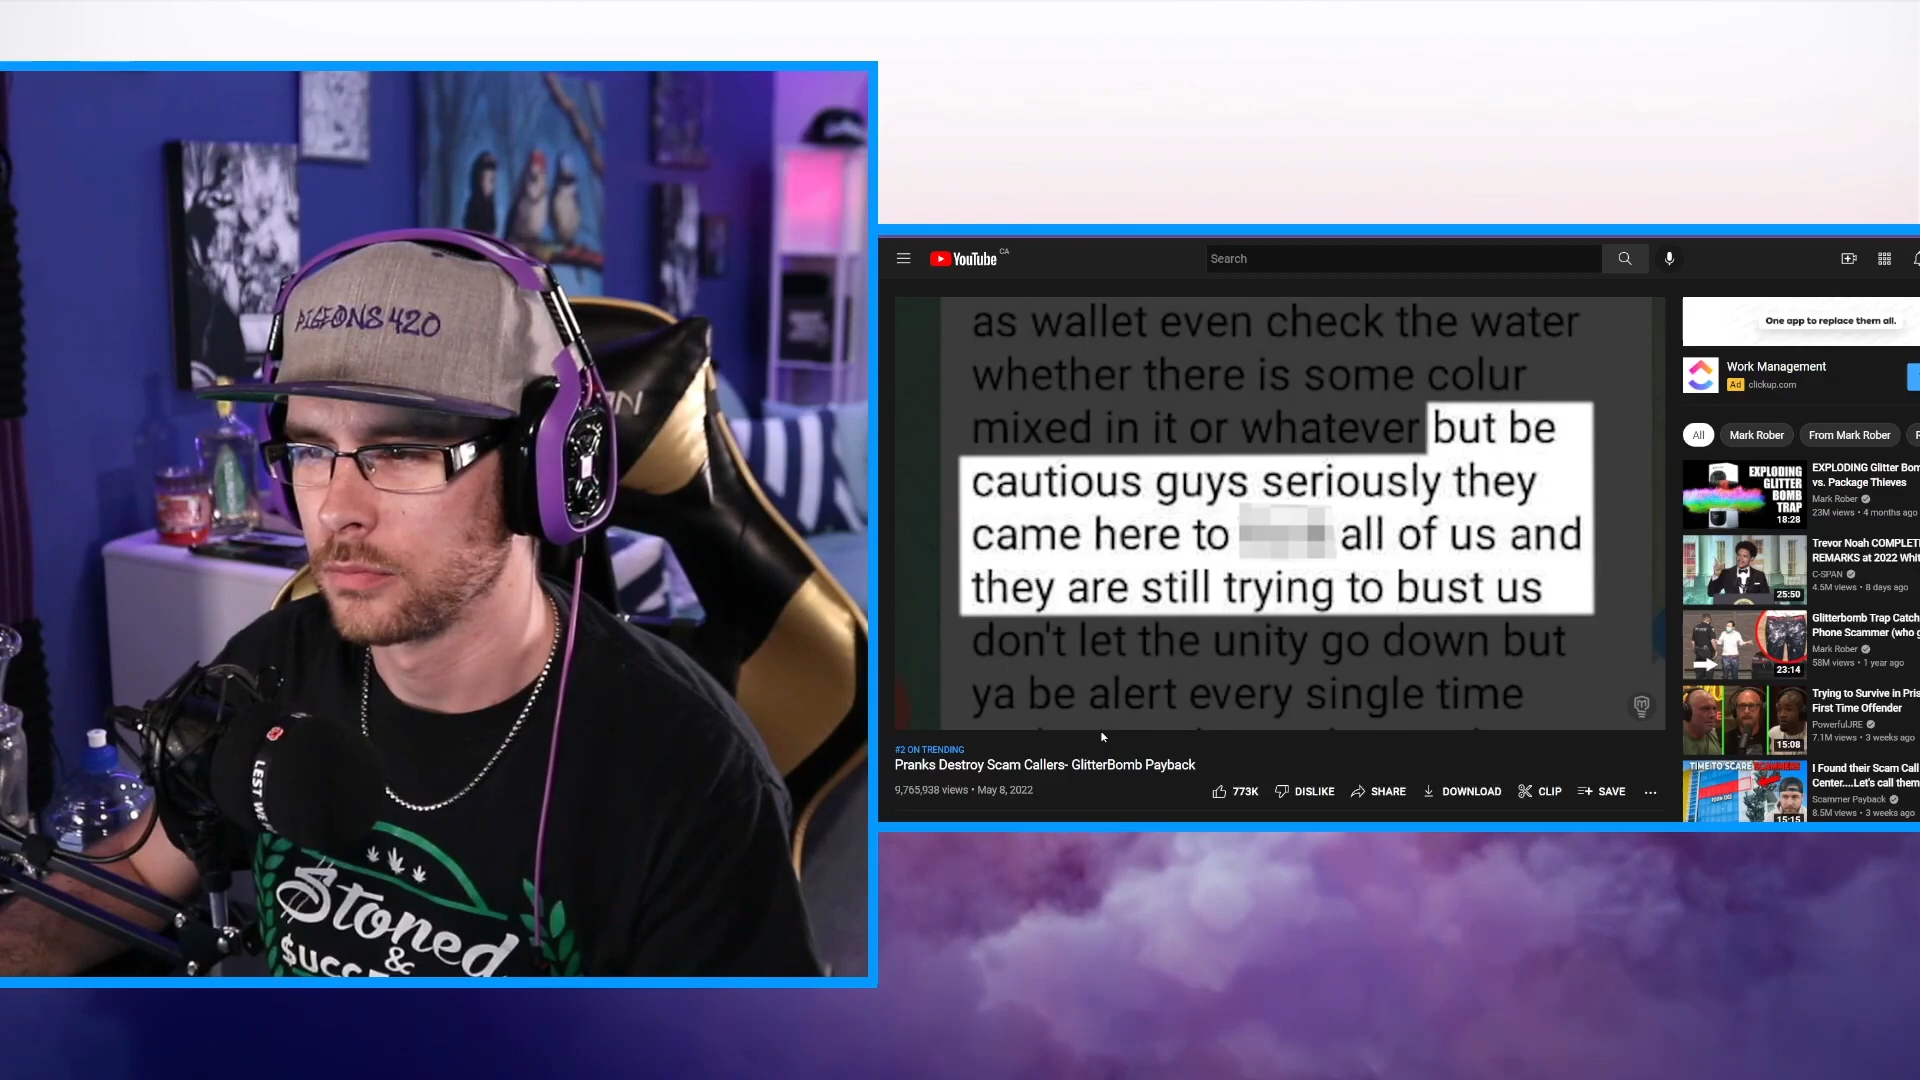 PIGEONS 420
LEST WE
Stoned
&
$UCCE
YouTube CA
Search
as wallet even check the water
whether there is some colur
mixed in it or whatever but be
cautious guys seriously they
came here to all of us and
they are still trying to bust us
don't let the unity go down but
ya be alert every single time
#2 ON TRENDING
Pranks Destroy Scam Callers- GlitterBomb Payback
9,765,938 views • May 8, 2022
773K DISLIKE SHARE DOWNLOAD CLIP SAVE ...
One app to replace them all.
Work Management
Ad clickup.com
All Mark Rober From Mark Rober
EXPLODING
GLITTER
BOMB
TRAP
18:28
EXPLODING Glitter Bom
vs. Package Thieves
Mark Rober
23M views • 4 months ago
25:50
Trevor Noah COMPLETE
REMARKS at 2022 Whit
C-SPAN
4.5M views • 8 days ago
23:14
Glitterbomb Trap Catch
Phone Scammer (who g
Mark Rober
58M views • 1 year ago
15:08
Trying to Survive in Pris
First Time Offender
PowerfulJRE
7.1M views • 3 weeks ago
TIME TO SCARE SCAMMERS
15:15
I Found their Scam Call
Center....Let's call them
Scammer Payback
8.5M views • 3 weeks ago